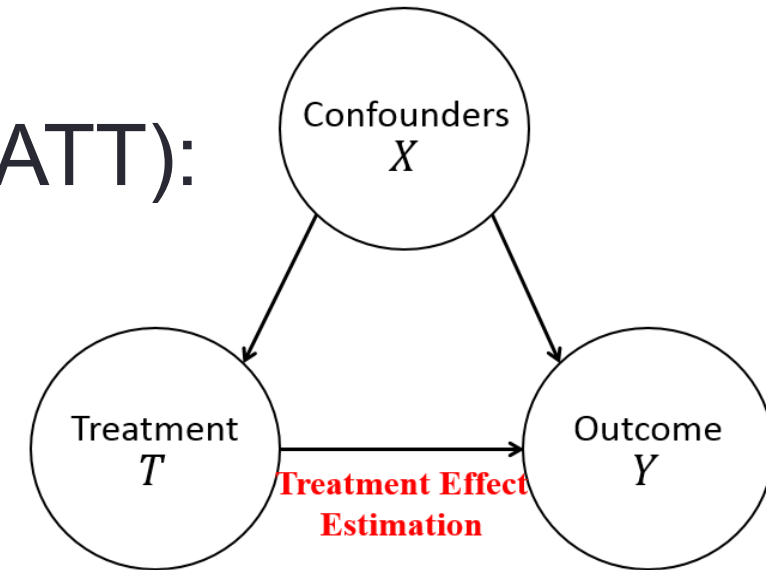 ATT):
Confounders
X
Treatment
T
Treatment Effect
Estimation
Outcome
Y